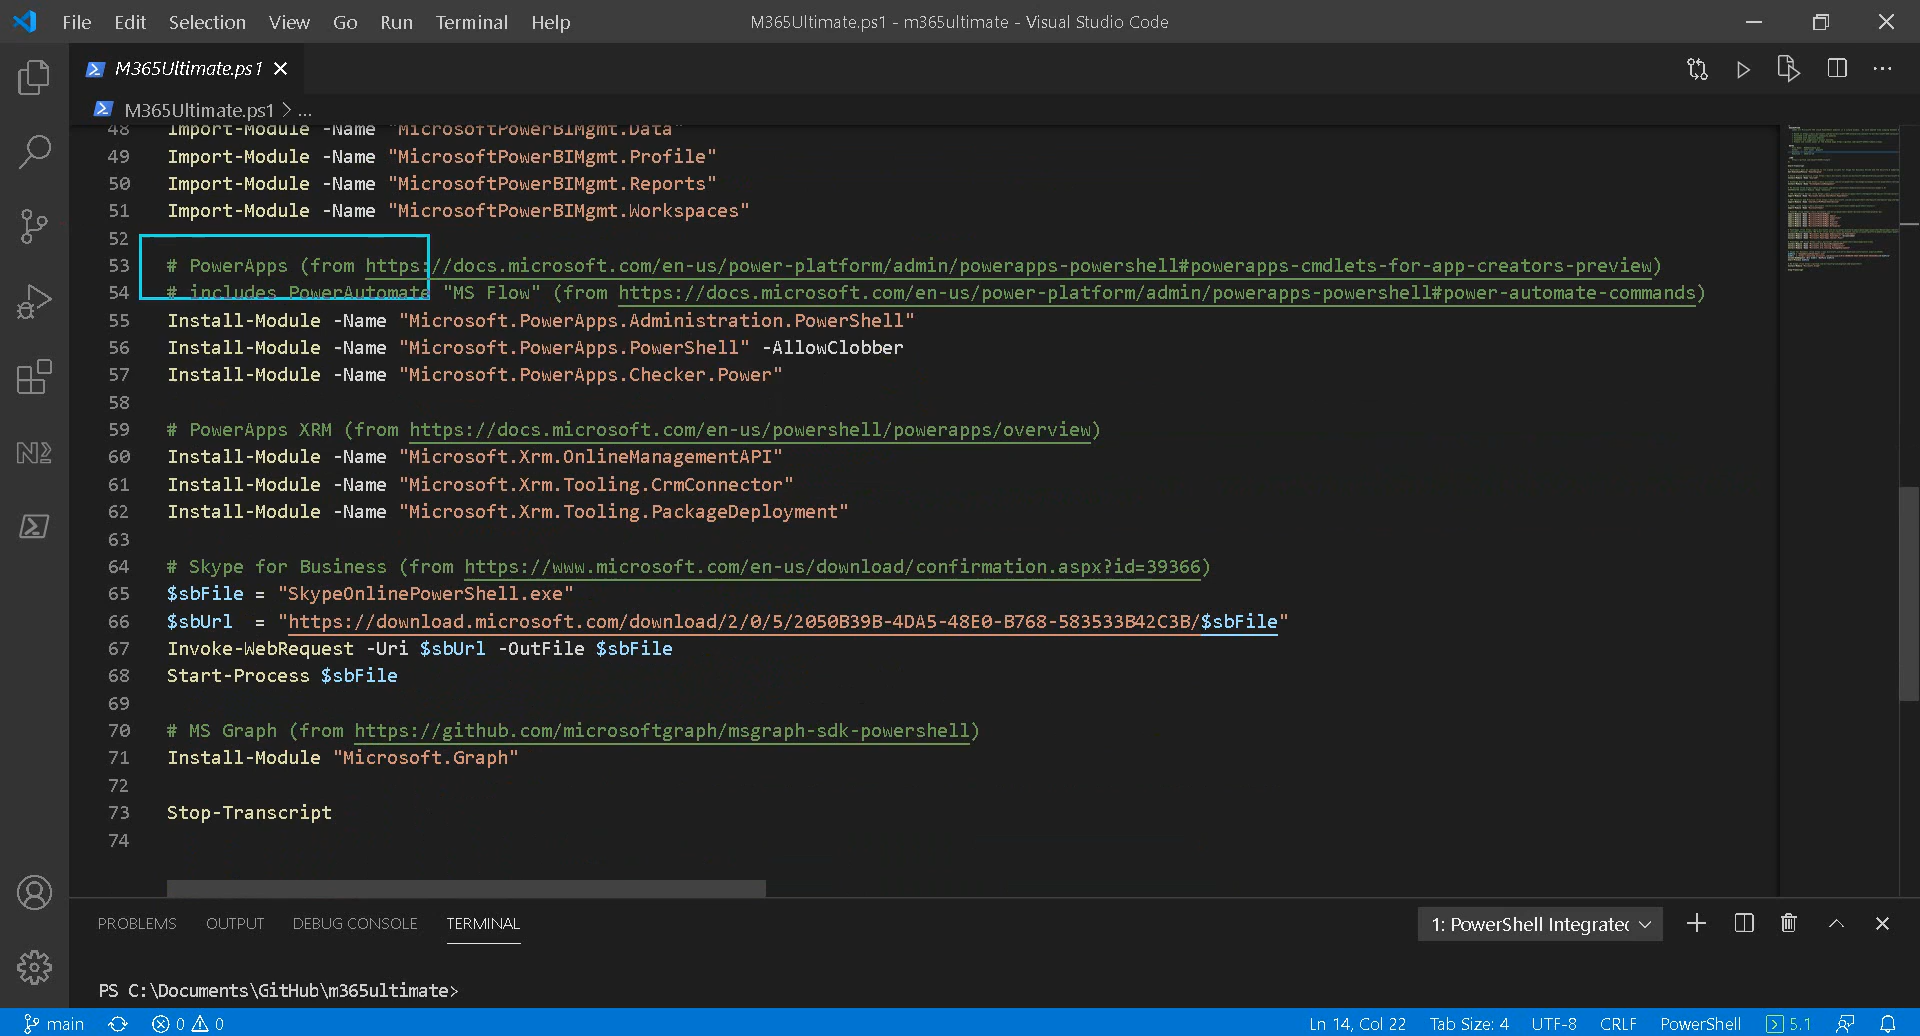 File Edit Selection View Go Run Terminal Help M365Ultimate.ps1 - m365ultimate - Visual Studio Code
M365Ultimate.ps1
M365Ultimate.ps1 > ...
48 Import-Module -Name "MicrosoftPowerBIMgmt.Data"
49 Import-Module -Name "MicrosoftPowerBIMgmt.Profile"
50 Import-Module -Name "MicrosoftPowerBIMgmt.Reports"
51 Import-Module -Name "MicrosoftPowerBIMgmt.Workspaces"
52
53 # PowerApps (from https://docs.microsoft.com/en-us/power-platform/admin/powerapps-powershell#powerapps-cmdlets-for-app-creators-preview)
54 # includes PowerAutomate "MS Flow" (from https://docs.microsoft.com/en-us/power-platform/admin/powerapps-powershell#power-automate-commands)
55 Install-Module -Name "Microsoft.PowerApps.Administration.PowerShell"
56 Install-Module -Name "Microsoft.PowerApps.PowerShell" -AllowClobber
57 Install-Module -Name "Microsoft.PowerApps.Checker.Power"
58
59 # PowerApps XRM (from https://docs.microsoft.com/en-us/powershell/powerapps/overview)
60 Install-Module -Name "Microsoft.Xrm.OnlineManagementAPI"
61 Install-Module -Name "Microsoft.Xrm.Tooling.CrmConnector"
62 Install-Module -Name "Microsoft.Xrm.Tooling.PackageDeployment"
63
64 # Skype for Business (from https://www.microsoft.com/en-us/download/confirmation.aspx?id=39366)
65 $sbFile = "SkypeOnlinePowerShell.exe"
66 $sbUrl  = "https://download.microsoft.com/download/2/0/5/2050B39B-4DA5-48E0-B768-583533B42C3B/$sbFile"
67 Invoke-WebRequest -Uri $sbUrl -OutFile $sbFile
68 Start-Process $sbFile
69
70 # MS Graph (from https://github.com/microsoftgraph/msgraph-sdk-powershell)
71 Install-Module "Microsoft.Graph"
72
73 Stop-Transcript
74
PROBLEMS OUTPUT DEBUG CONSOLE TERMINAL 1: PowerShell Integrated
PS C:\Documents\GitHub\m365ultimate>
main 0 0 Ln 14, Col 22 Tab Size: 4 UTF-8 CRLF PowerShell 5.1